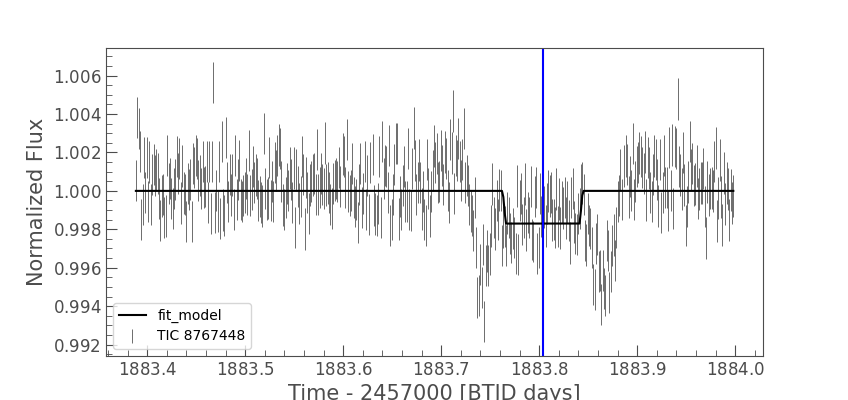 1.006
1.004
1.002
1.000
0.998
0.996
0.994
0.992
Normalized Flux
fit_model
TIC 8767448
1883.4 1883.5 1883.6 1883.7 1883.8 1883.9 1884.0
Time - 2457000 [BTJD days]